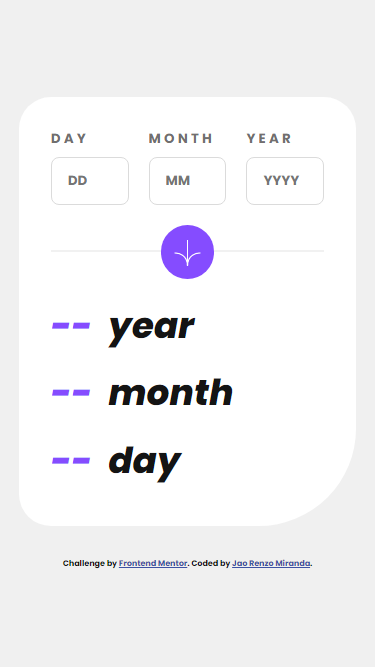 DAY MONTH YEAR
DD MM YYYY
-- year
-- month
-- day
Challenge by Frontend Mentor. Coded by Jao Renzo Miranda.